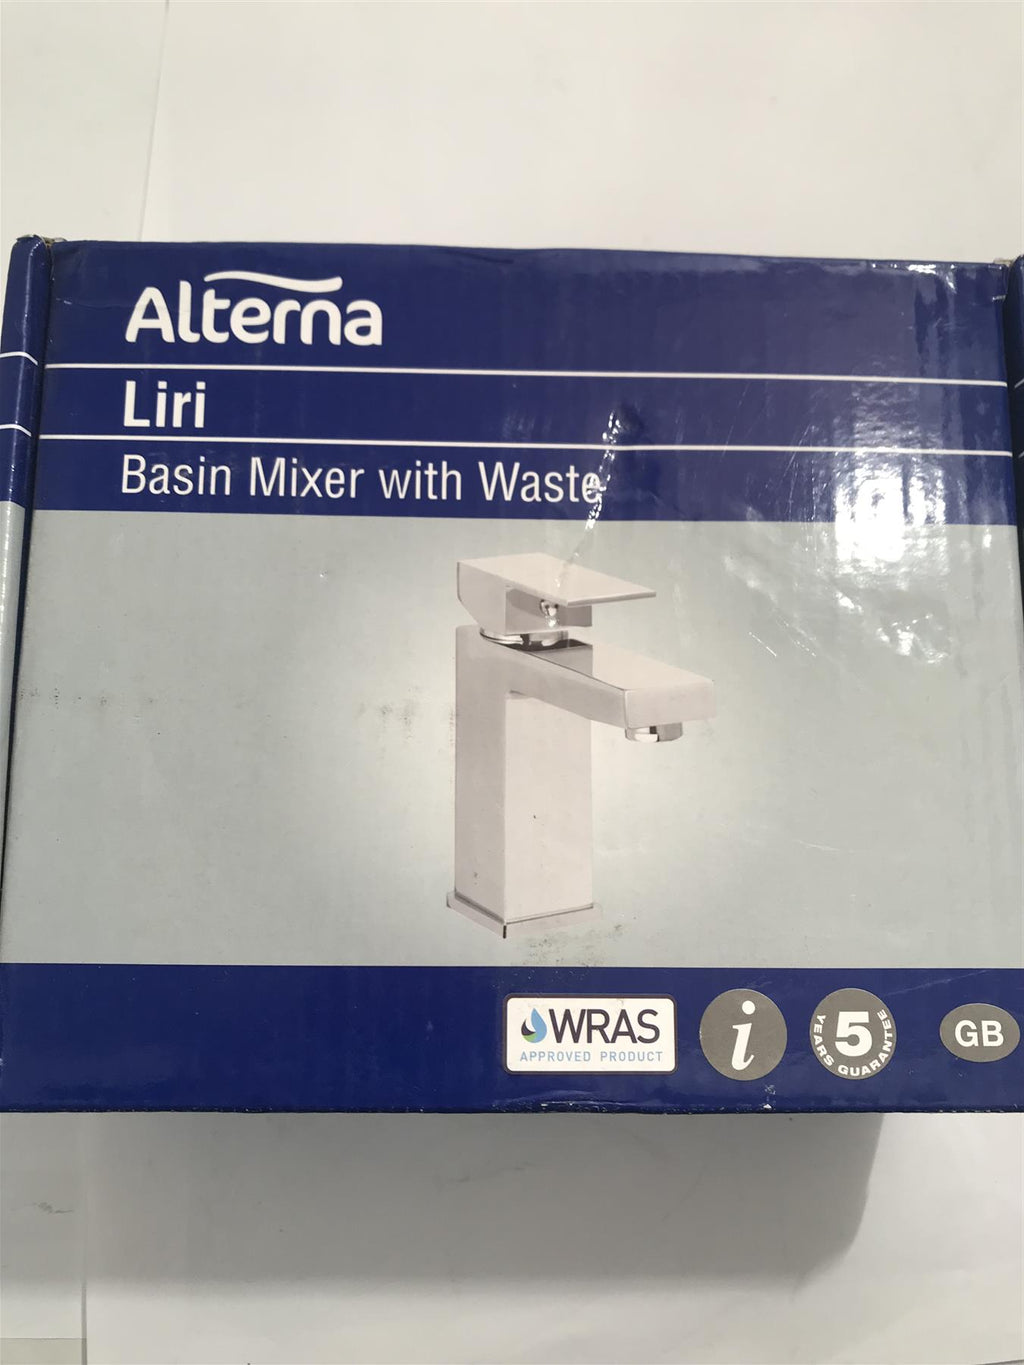 Alterna
Liri
Basin Mixer with Waste
WRAS
APPROVED PRODUCT
i
5
YEARS GUARANTEE
GB